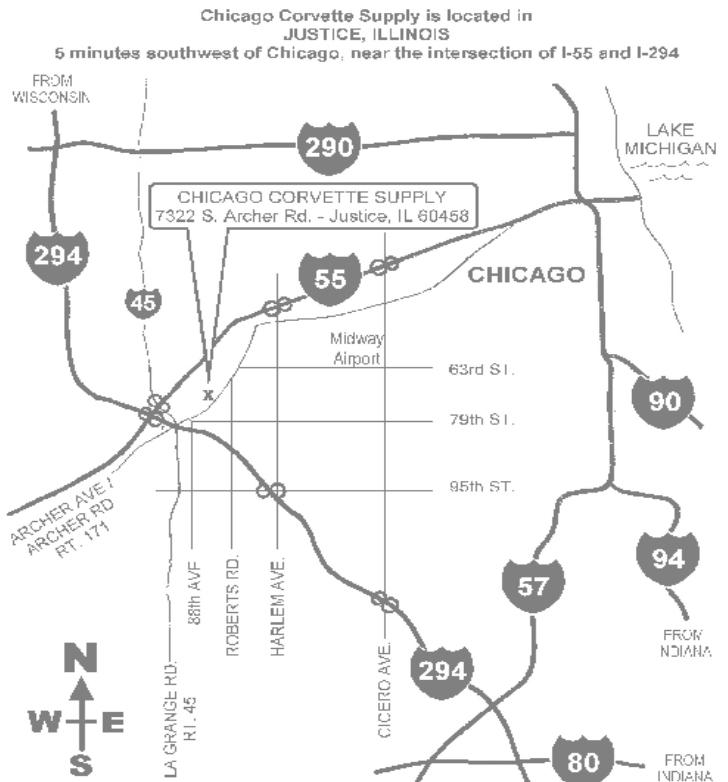 Chicago Corvette Supply is located in
JUSTICE, ILLINOIS
5 minutes southwest of Chicago, near the intersection of I-55 and I-294
FROM
WISCONSIN
290
LAKE
MICHIGAN
CHICAGO CORVETTE SUPPLY
7322 S. Archer Rd. - Justice, IL 60458
294
55
CHICAGO
45
Midway
Airport
63rd ST.
x
90
79th ST.
95th ST.
ARCHER AVE /
ARCHER RD
RT. 171
88th AVE
ROBERTS RD.
HARLEM AVE.
57
94
FROM
INDIANA
N
W E
S
LA GRANGE RD.
RT. 45
CICERO AVE.
294
80
FROM
INDIANA